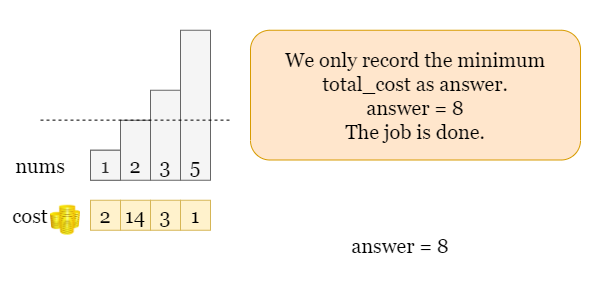 We only record the minimum
total_cost as answer.
answer = 8
The job is done.
nums 1 2 3 5
cost 2 14 3 1
answer = 8